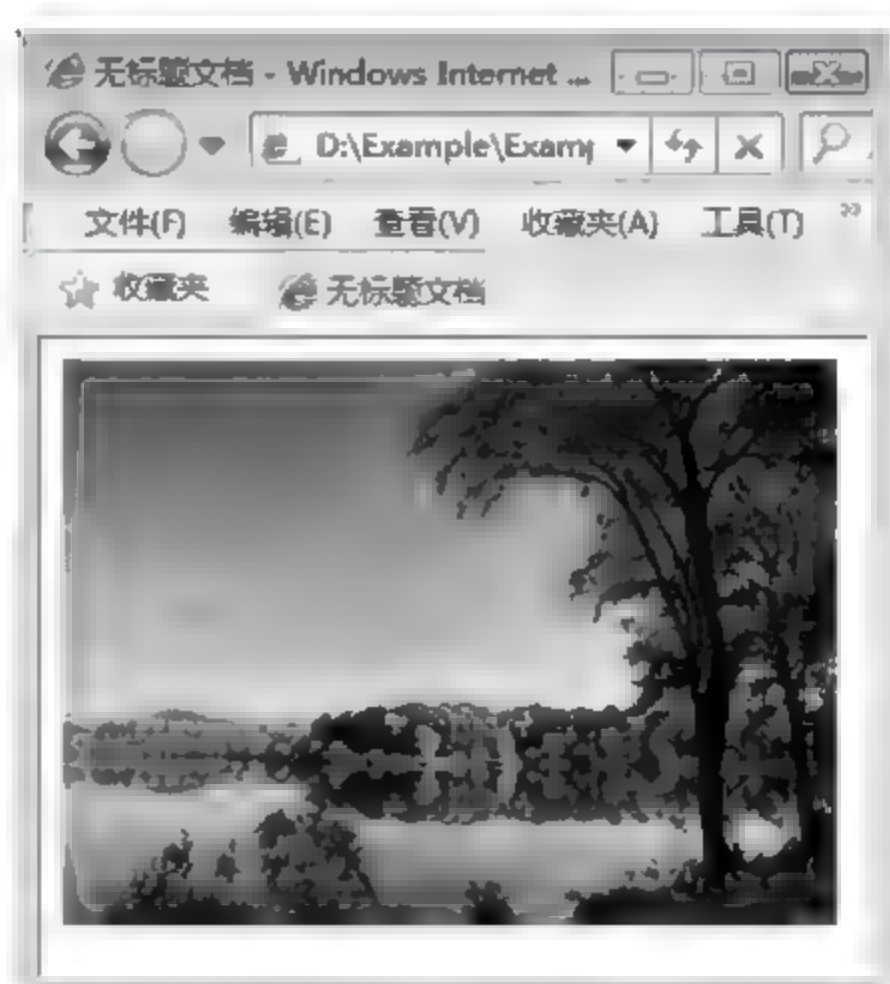 无标题文档 - Windows Internet ...
D:\Example\Examp
文件(F) 编辑(E) 查看(V) 收藏夹(A) 工具(T) »
收藏夹 无标题文档